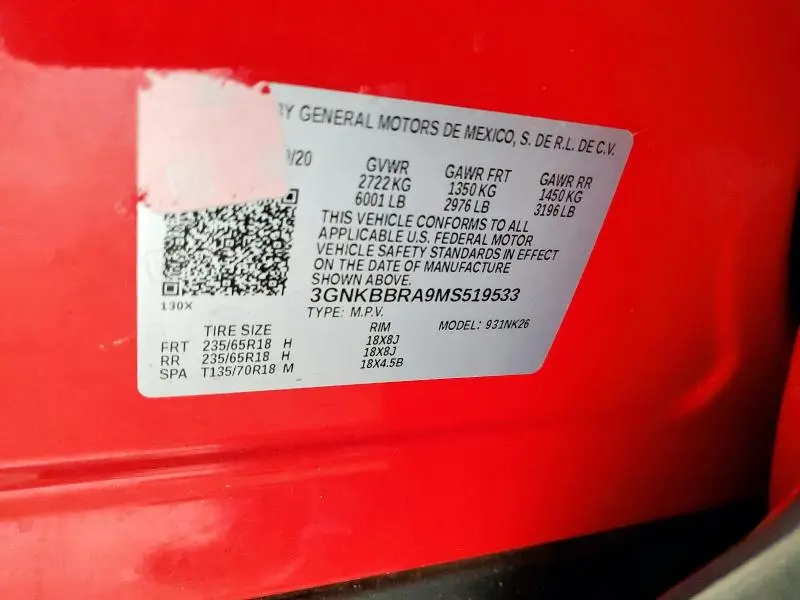 BY GENERAL MOTORS DE MEXICO, S. DE R.L. DE C.V.
/20 GVWR GAWR FRT GAWR RR
2722 KG 1350 KG 1450 KG
6001 LB 2976 LB 3196 LB
THIS VEHICLE CONFORMS TO ALL
APPLICABLE U.S. FEDERAL MOTOR
VEHICLE SAFETY STANDARDS IN EFFECT
ON THE DATE OF MANUFACTURE
SHOWN ABOVE.
3GNKBBRA9MS519533
130X
TYPE: M.P.V. MODEL: 931NK26
TIRE SIZE RIM
FRT 235/65R18 H 18X8J
RR 235/65R18 H 18X8J
SPA T135/70R18 M 18X4.5B